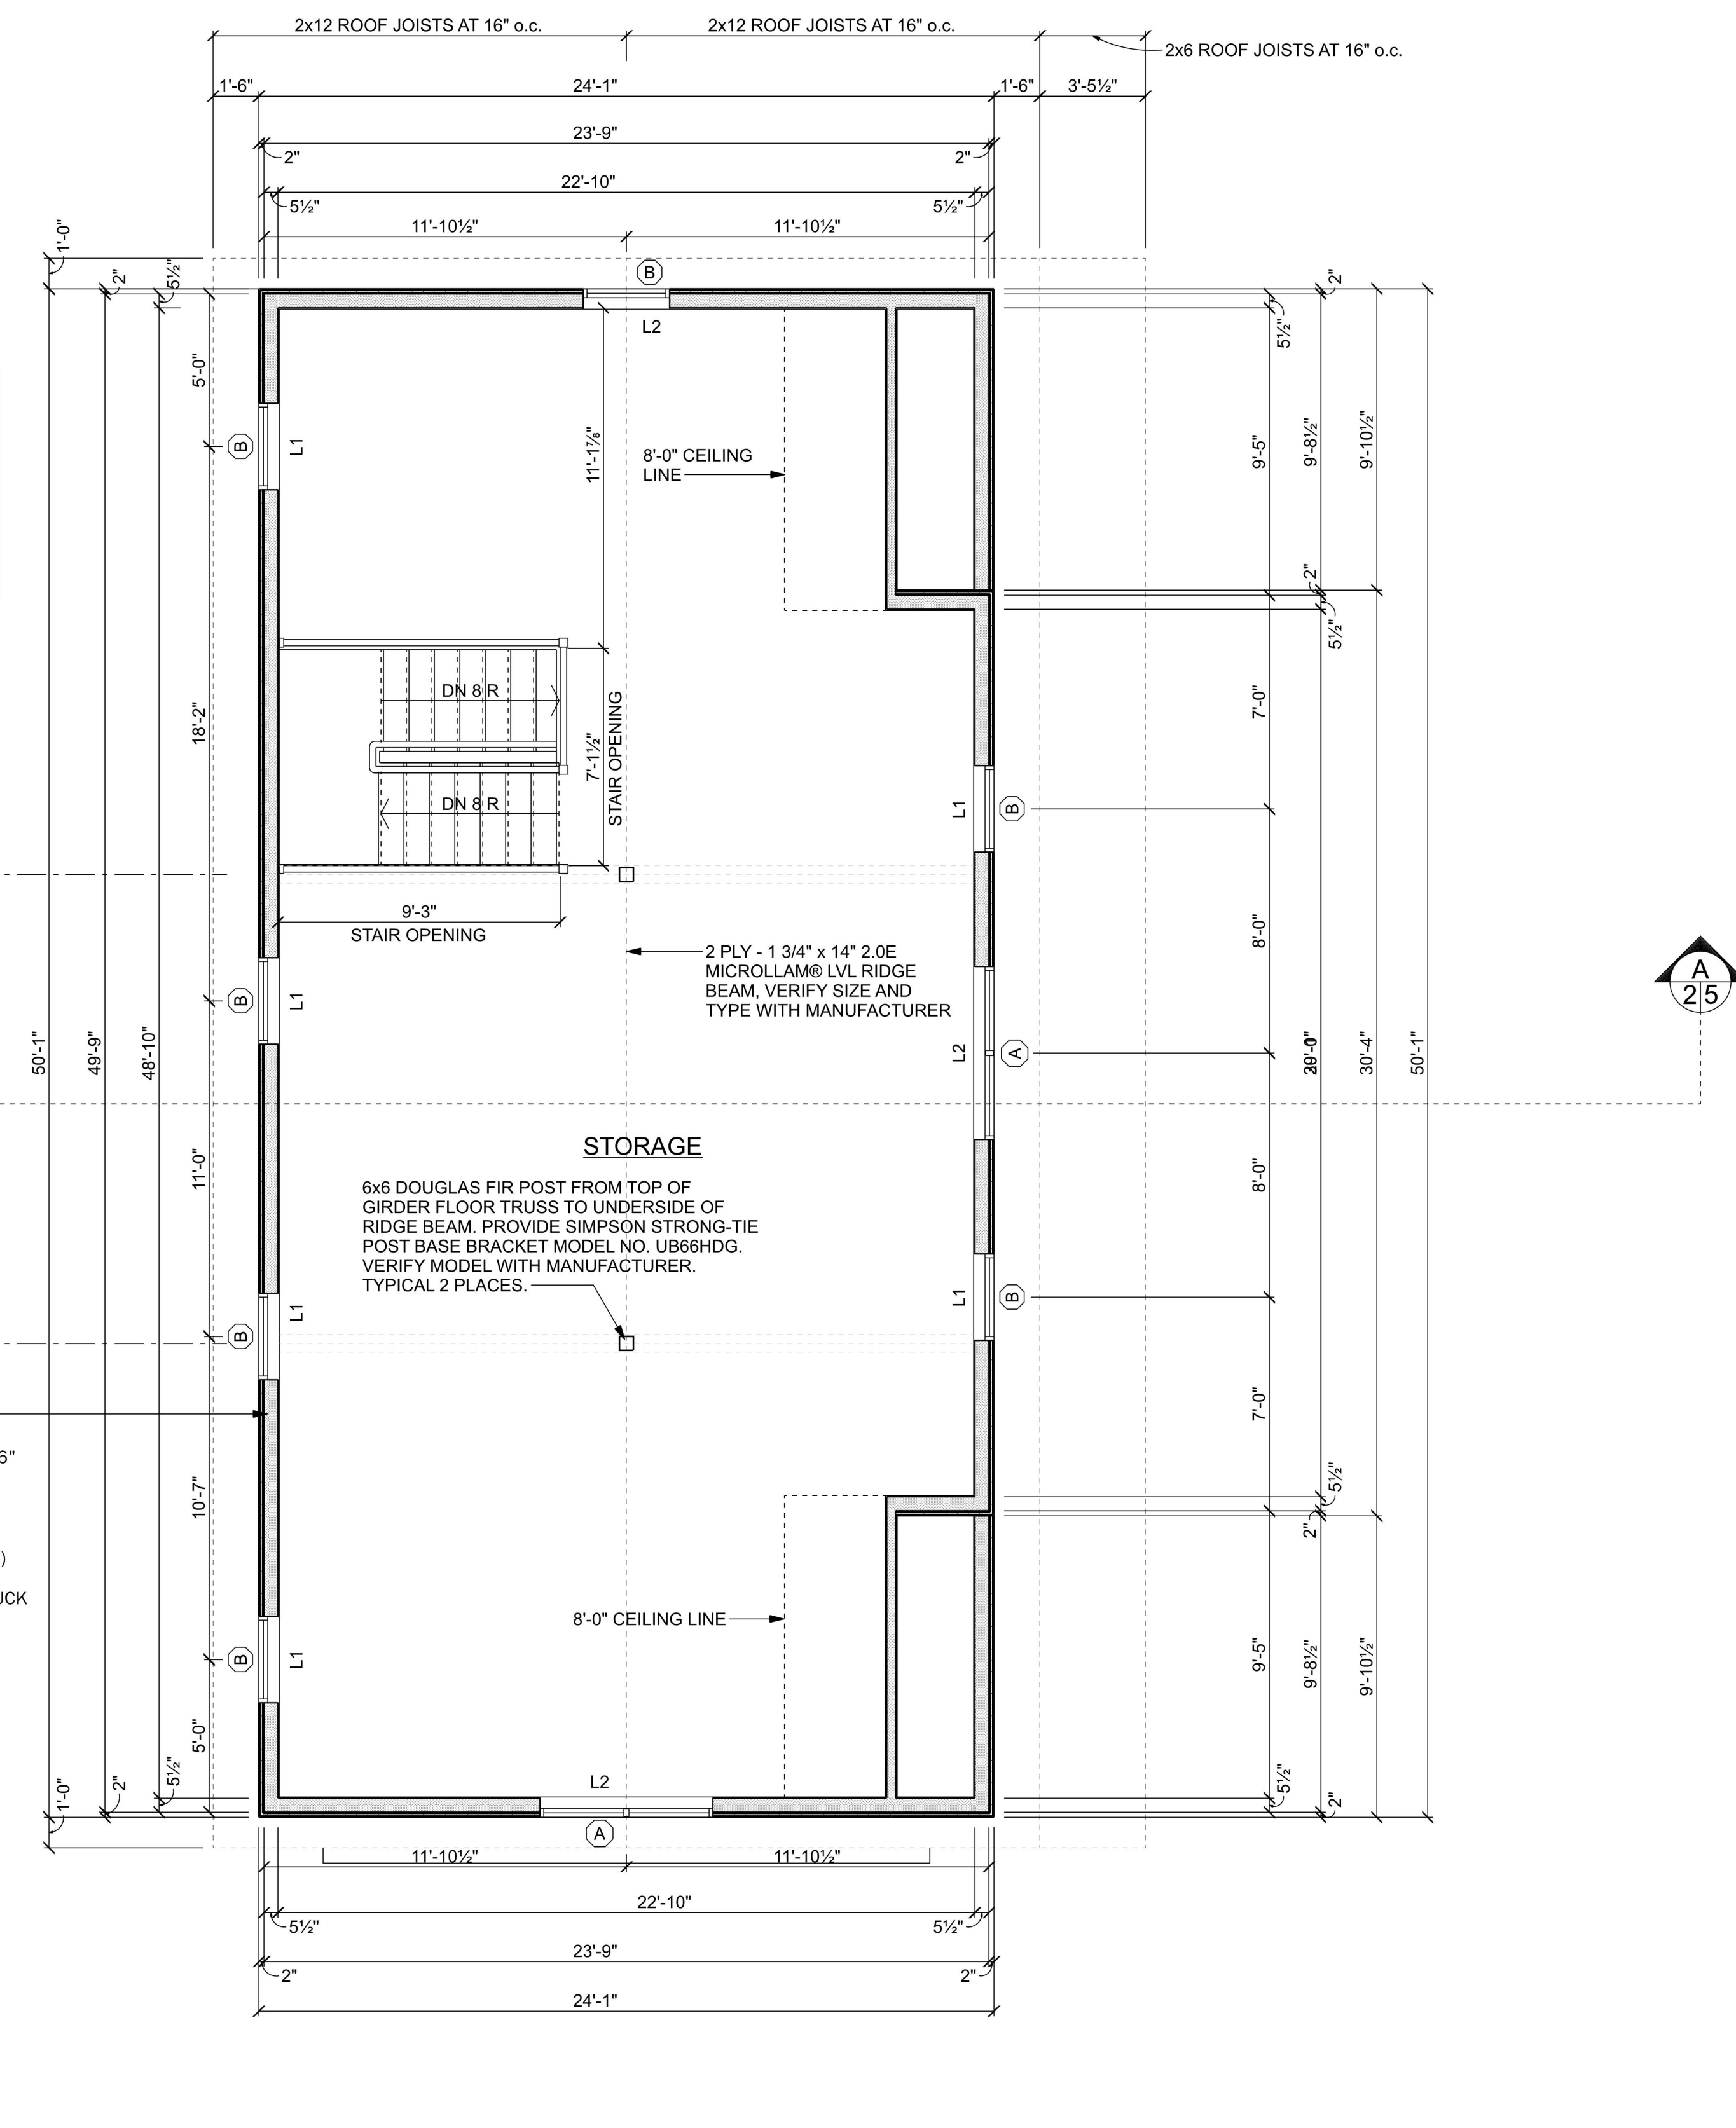 2x12 ROOF JOISTS AT 16" o.c.
2x12 ROOF JOISTS AT 16" o.c.
2x6 ROOF JOISTS AT 16" o.c.
1'-6"
24'-1"
1'-6"
3'-5½"
23'-9"
2"
2"
22'-10"
5½"
5½"
11'-10½"
11'-10½"
1'-0"
2"
5½"
B
2"
5½"
L2
5'-0"
B
L1
11'-1⅞"
8'-0" CEILING
LINE
9'-5"
9'-8½"
9'-10½"
2"
5½"
18'-2"
DN 8 R
7'-1½"
STAIR OPENING
DN 8 R
7'-0"
L1
B
9'-3"
STAIR OPENING
8'-0"
2 PLY - 1 3/4" x 14" 2.0E
MICROLLAM® LVL RIDGE
BEAM, VERIFY SIZE AND
TYPE WITH MANUFACTURER
A
2 5
B
L1
50'-1"
49'-9"
48'-10"
L2
A
30'-4"
50'-1"
STORAGE
11'-0"
8'-0"
6x6 DOUGLAS FIR POST FROM TOP OF
GIRDER FLOOR TRUSS TO UNDERSIDE OF
RIDGE BEAM. PROVIDE SIMPSON STRONG-TIE
POST BASE BRACKET MODEL NO. UB66HDG.
VERIFY MODEL WITH MANUFACTURER.
TYPICAL 2 PLACES.
L1
B
B
L1
7'-0"
6"
10'-7"
5½"
2"
)
UCK
8'-0" CEILING LINE
B
L1
9'-5"
9'-8½"
9'-10½"
5'-0"
1'-0"
2"
5½"
L2
A
5½"
2"
11'-10½"
11'-10½"
22'-10"
5½"
5½"
23'-9"
2"
2"
24'-1"